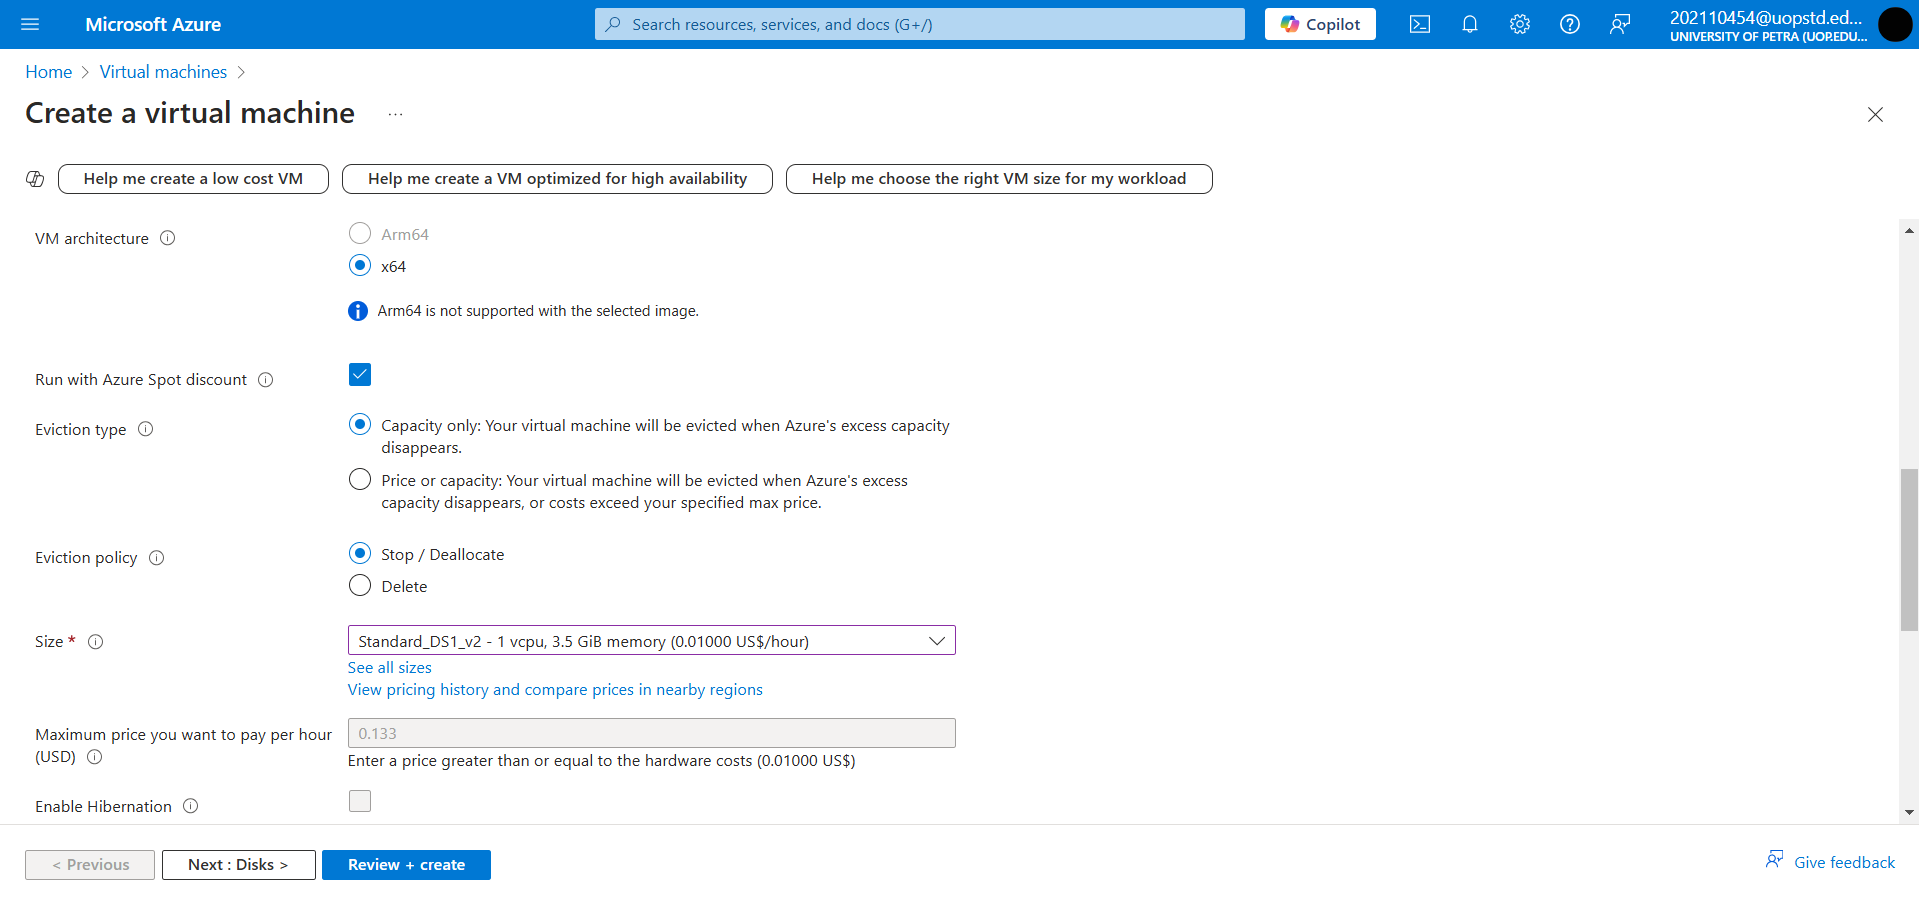 Microsoft Azure
Search resources, services, and docs (G+/)
Copilot
202110454@uopstd.ed...
UNIVERSITY OF PETRA (UOP.EDU...
Home > Virtual machines >
Create a virtual machine ...
Help me create a low cost VM
Help me create a VM optimized for high availability
Help me choose the right VM size for my workload
VM architecture
Arm64
x64
Arm64 is not supported with the selected image.
Run with Azure Spot discount
Eviction type
Capacity only: Your virtual machine will be evicted when Azure's excess capacity
disappears.
Price or capacity: Your virtual machine will be evicted when Azure's excess
capacity disappears, or costs exceed your specified max price.
Eviction policy
Stop / Deallocate
Delete
Size *
Standard_DS1_v2 - 1 vcpu, 3.5 GiB memory (0.01000 US$/hour)
See all sizes
View pricing history and compare prices in nearby regions
Maximum price you want to pay per hour
(USD)
0.133
Enter a price greater than or equal to the hardware costs (0.01000 US$)
Enable Hibernation
< Previous
Next : Disks >
Review + create
Give feedback